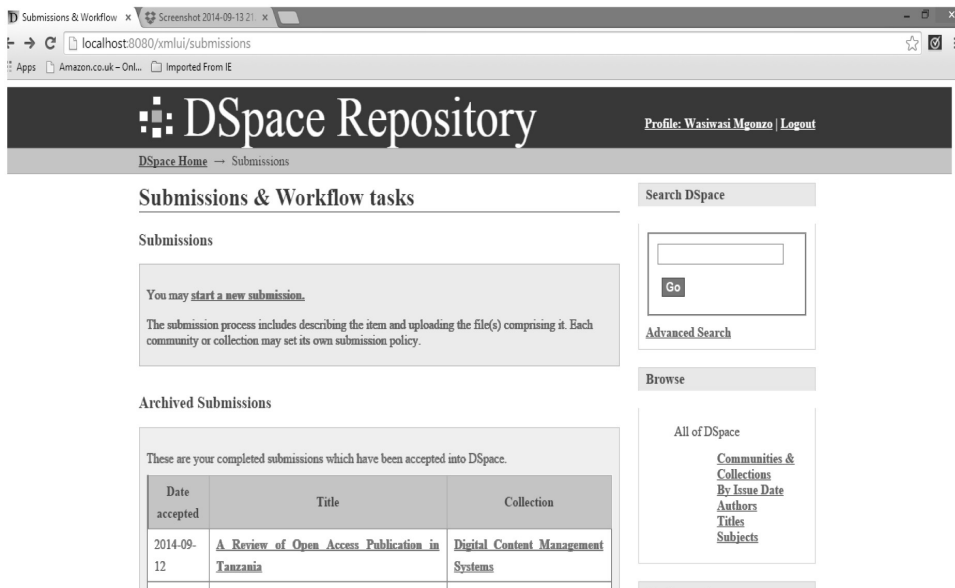 Submissions & Workflow
Screenshot 2014-09-13 21.
localhost:8080/xmlui/submissions
Apps
Amazon.co.uk – Onl...
Imported From IE
DSpace Repository
Profile: Wasiwasi Mgonzo | Logout
DSpace Home → Submissions
Submissions & Workflow tasks
Submissions
You may start a new submission.
The submission process includes describing the item and uploading the file(s) comprising it. Each
community or collection may set its own submission policy.
Archived Submissions
These are your completed submissions which have been accepted into DSpace.
Date
accepted
Title
Collection
2014-09-
12
A Review of Open Access Publication in
Tanzania
Digital Content Management
Systems
Search DSpace
Go
Advanced Search
Browse
All of DSpace
Communities &
Collections
By Issue Date
Authors
Titles
Subjects